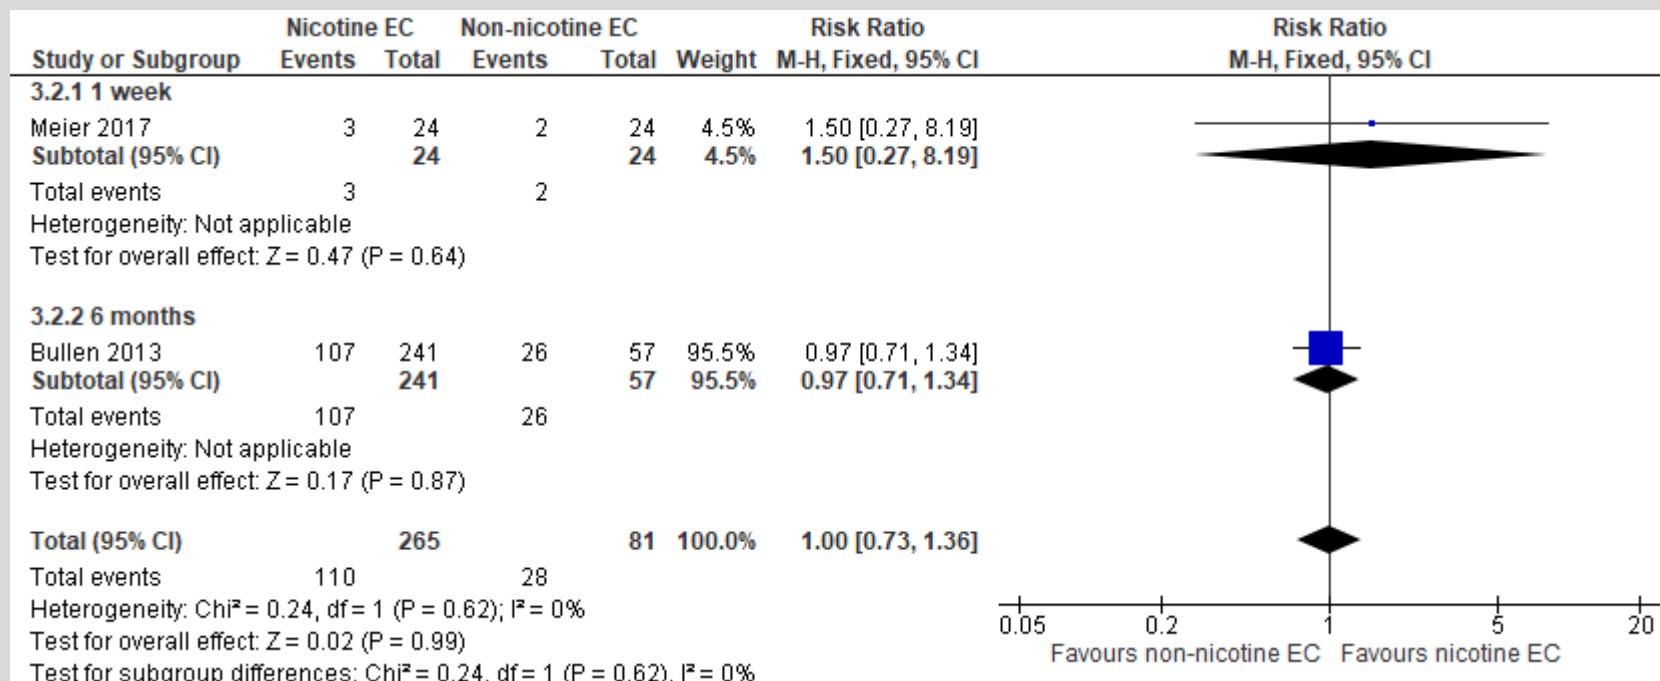 Nicotine EC Non-nicotine EC Risk Ratio Risk Ratio
Study or Subgroup Events Total Events Total Weight M-H, Fixed, 95% CI M-H, Fixed, 95% CI
3.2.1 1 week
Meier 2017 3 24 2 24 4.5% 1.50 [0.27, 8.19]
Subtotal (95% CI) 24 24 4.5% 1.50 [0.27, 8.19]
Total events 3 2
Heterogeneity: Not applicable
Test for overall effect: Z = 0.47 (P = 0.64)
3.2.2 6 months
Bullen 2013 107 241 26 57 95.5% 0.97 [0.71, 1.34]
Subtotal (95% CI) 241 57 95.5% 0.97 [0.71, 1.34]
Total events 107 26
Heterogeneity: Not applicable
Test for overall effect: Z = 0.17 (P = 0.87)
Total (95% CI) 265 81 100.0% 1.00 [0.73, 1.36]
Total events 110 28
Heterogeneity: Chi² = 0.24, df = 1 (P = 0.62); I² = 0%
Test for overall effect: Z = 0.02 (P = 0.99)
Test for subgroup differences: Chi² = 0.24, df = 1 (P = 0.62), I² = 0%
0.05 0.2 1 5 20
Favours non-nicotine EC Favours nicotine EC